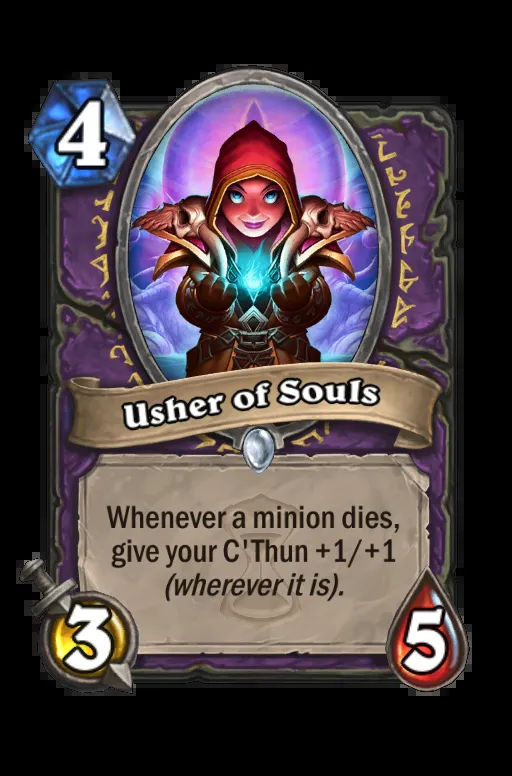 4
Usher of Souls
Whenever a minion dies,
give your C'Thun +1/+1
(wherever it is).
3
5